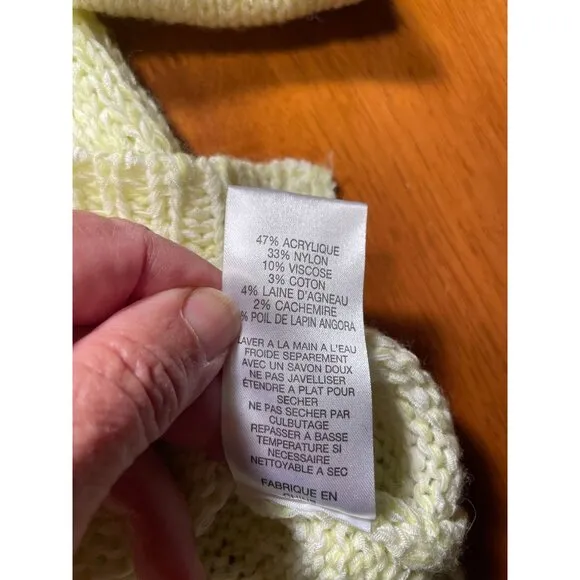 47% ACRYLIQUE
33% NYLON
10% VISCOSE
3% COTON
4% LAINE D'AGNEAU
2% CACHEMIRE
% POIL DE LAPIN ANGORA
LAVER A LA MAIN A L'EAU
FROIDE SEPAREMENT
AVEC UN SAVON DOUX
NE PAS JAVELLISER
ÉTENDRE A PLAT POUR
SECHER
NE PAS SECHER PAR
CULBUTAGE
REPASSER A BASSE
TEMPERATURE SI
NECESSAIRE
NETTOYABLE A SEC
FABRIQUE EN